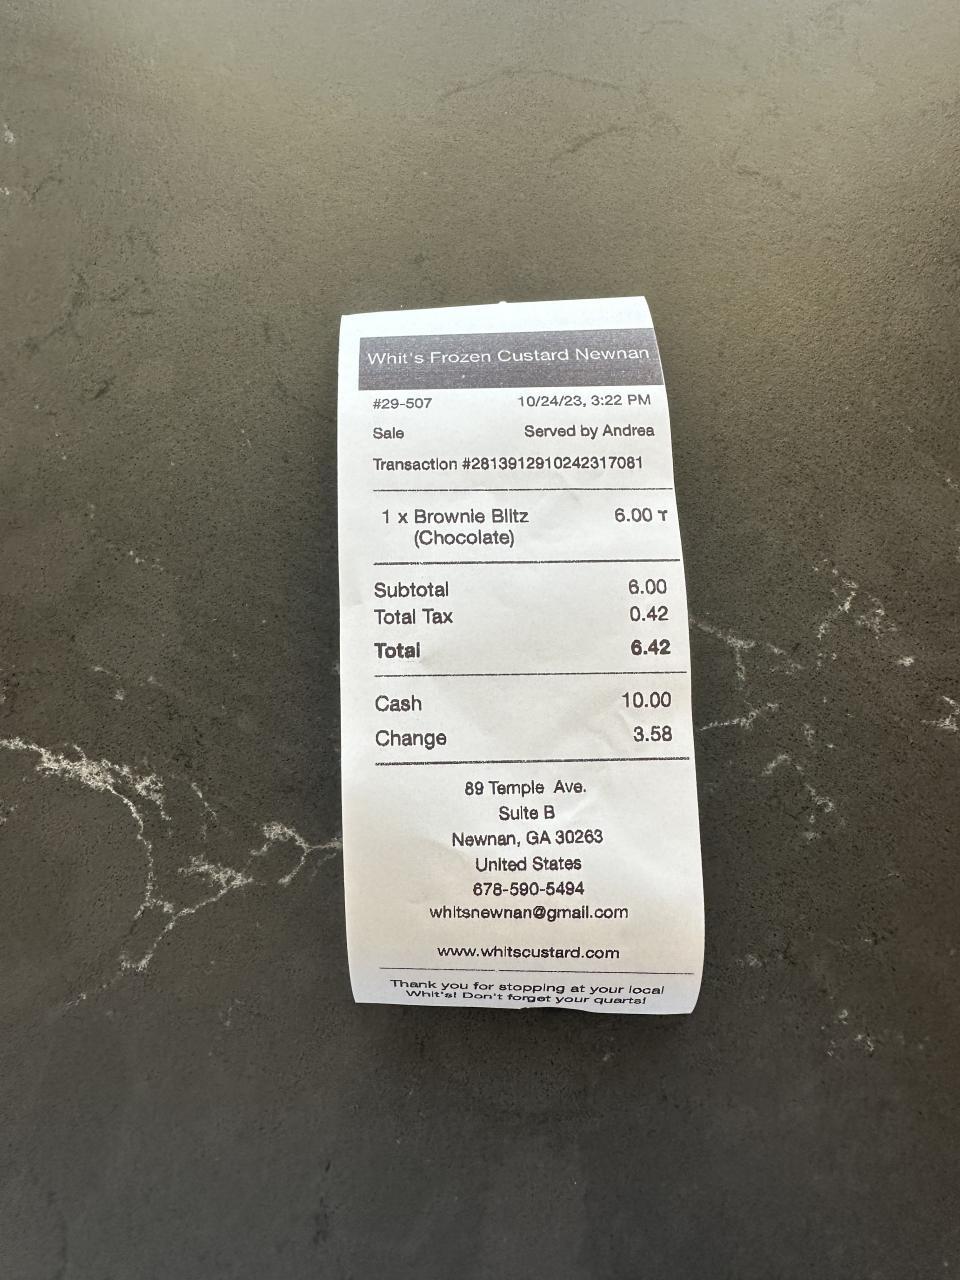 Whit's Frozen Custard Newnan
#29-507 10/24/23, 3:22 PM
Sale Served by Andrea
Transaction #2813912910242317081
1 x Brownie Blitz 6.00 T
(Chocolate)
Subtotal 6.00
Total Tax 0.42
Total 6.42
Cash 10.00
Change 3.58
89 Temple Ave.
Suite B
Newnan, GA 30263
United States
678-590-5494
whitsnewnan@gmail.com
www.whitscustard.com
Thank you for stopping at your local
Whit's! Don't forget your quarts!